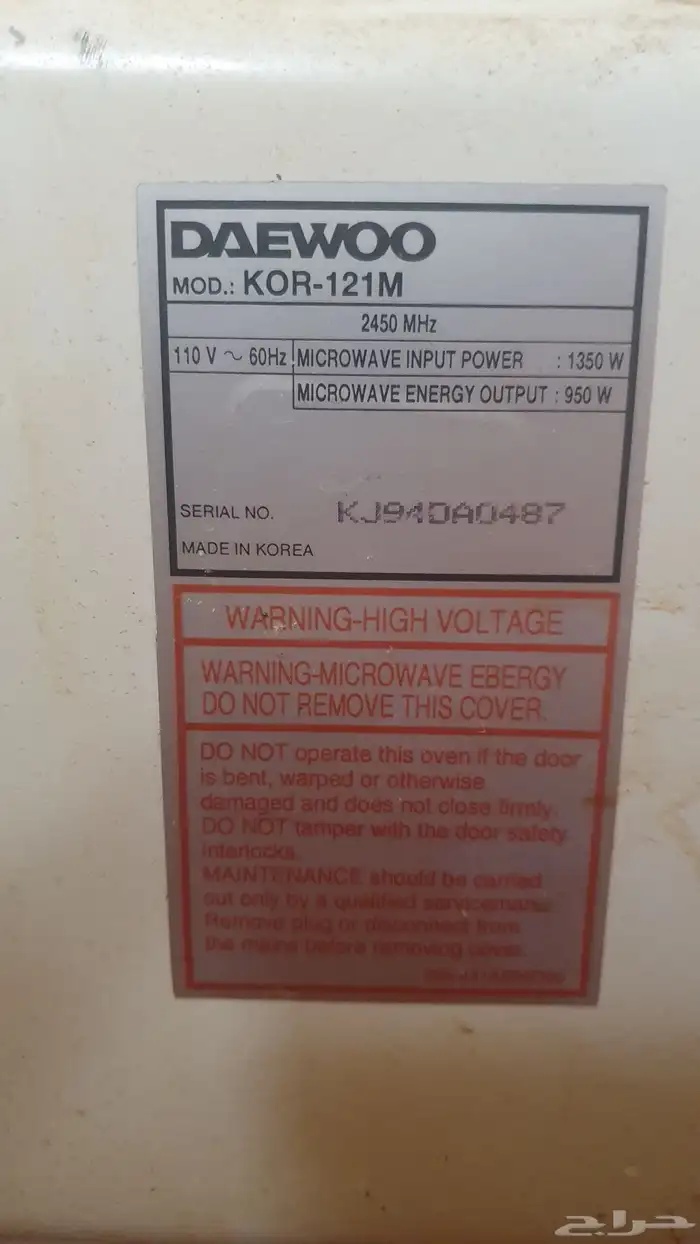 DAEWOO
MOD.: KOR-121M
2450 MHz
110 V ~ 60Hz MICROWAVE INPUT POWER : 1350 W
MICROWAVE ENERGY OUTPUT : 950 W
SERIAL NO. KJ94DA0487
MADE IN KOREA
WARNING-HIGH VOLTAGE
WARNING-MICROWAVE EBERGY
DO NOT REMOVE THIS COVER.
DO NOT operate this oven if the door
is bent, warped or otherwise
damaged and does not close firmly.
DO NOT tamper with the door safety
interlocks.
MAINTENANCE should be carried
out only by a qualified
Remove plug or disconnect from
the mains before removing cover.
حراج